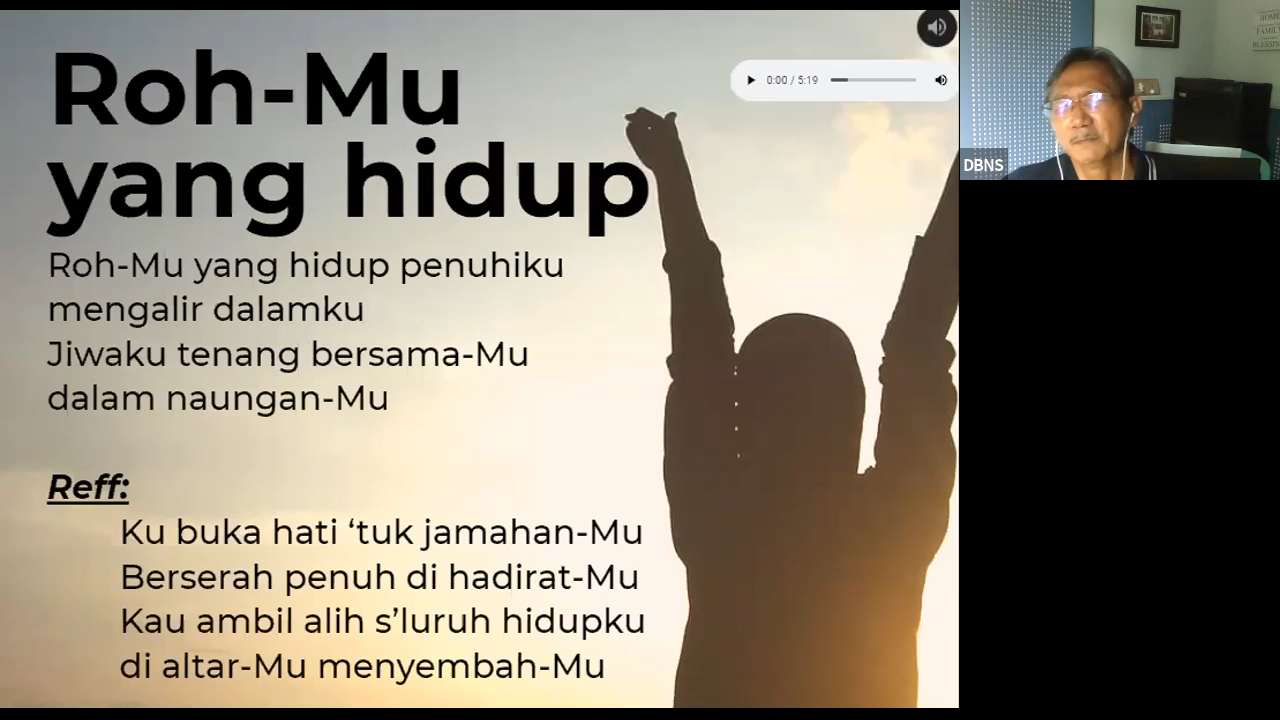 Roh-Mu
yang hidup
0:00 / 5:19
Roh-Mu yang hidup penuhiku
mengalir dalamku
Jiwaku tenang bersama-Mu
dalam naungan-Mu
Reff:
Ku buka hati ‘tuk jamahan-Mu
Berserah penuh di hadirat-Mu
Kau ambil alih s’luruh hidupku
di altar-Mu menyembah-Mu
DBNS
HOME
FAMILY